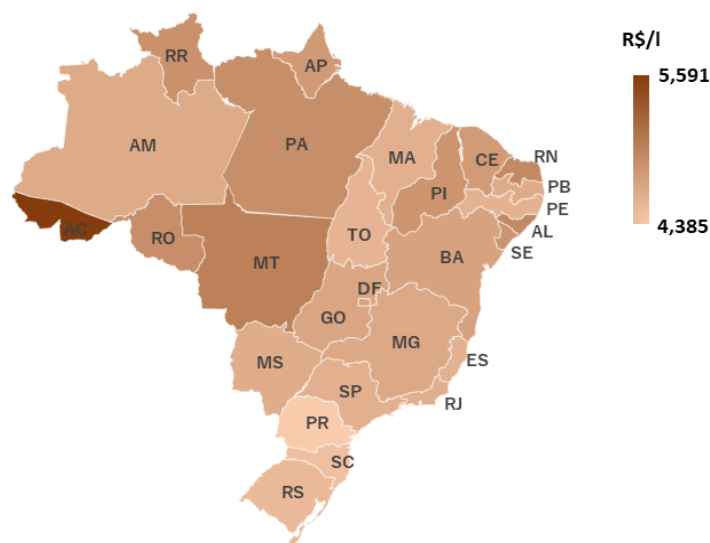 R$/l
5,591
4,385
RR
AP
AM
PA
MA
CE
RN
PB
PE
AL
SE
PI
TO
AC
RO
MT
BA
DF
GO
MG
ES
MS
SP
RJ
PR
SC
RS